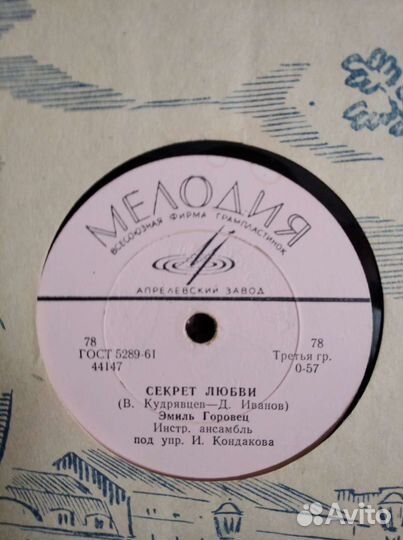 МЕЛОДИЯ
ВСЕСОЮЗНАЯ ФИРМА ГРАМПЛАСТИНОК
АПРЕЛЕВСКИЙ ЗАВОД
78
ГОСТ 5289-61
44147
78
Третья гр.
0-57
СЕКРЕТ ЛЮБВИ
(В. Кудрявцев—Д. Иванов)
Эмиль Горовец
Инстр. ансамбль
под упр. И. Кондакова
Avito